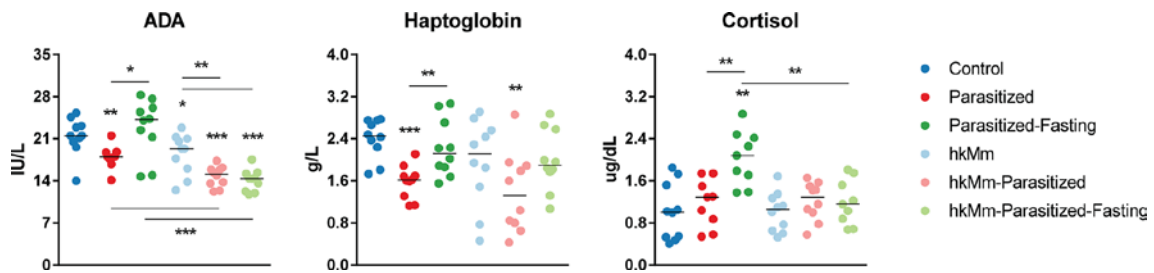 ADA
IU/L
35
28
21
14
7
0
**
*
*
**
***
***
***
Haptoglobin
g/L
4.0
3.2
2.4
1.6
0.8
0.0
***
**
**
Cortisol
ug/dL
4.0
3.2
2.4
1.6
0.8
0.0
**
**
**
Control
Parasitized
Parasitized-Fasting
hkMm
hkMm-Parasitized
hkMm-Parasitized-Fasting